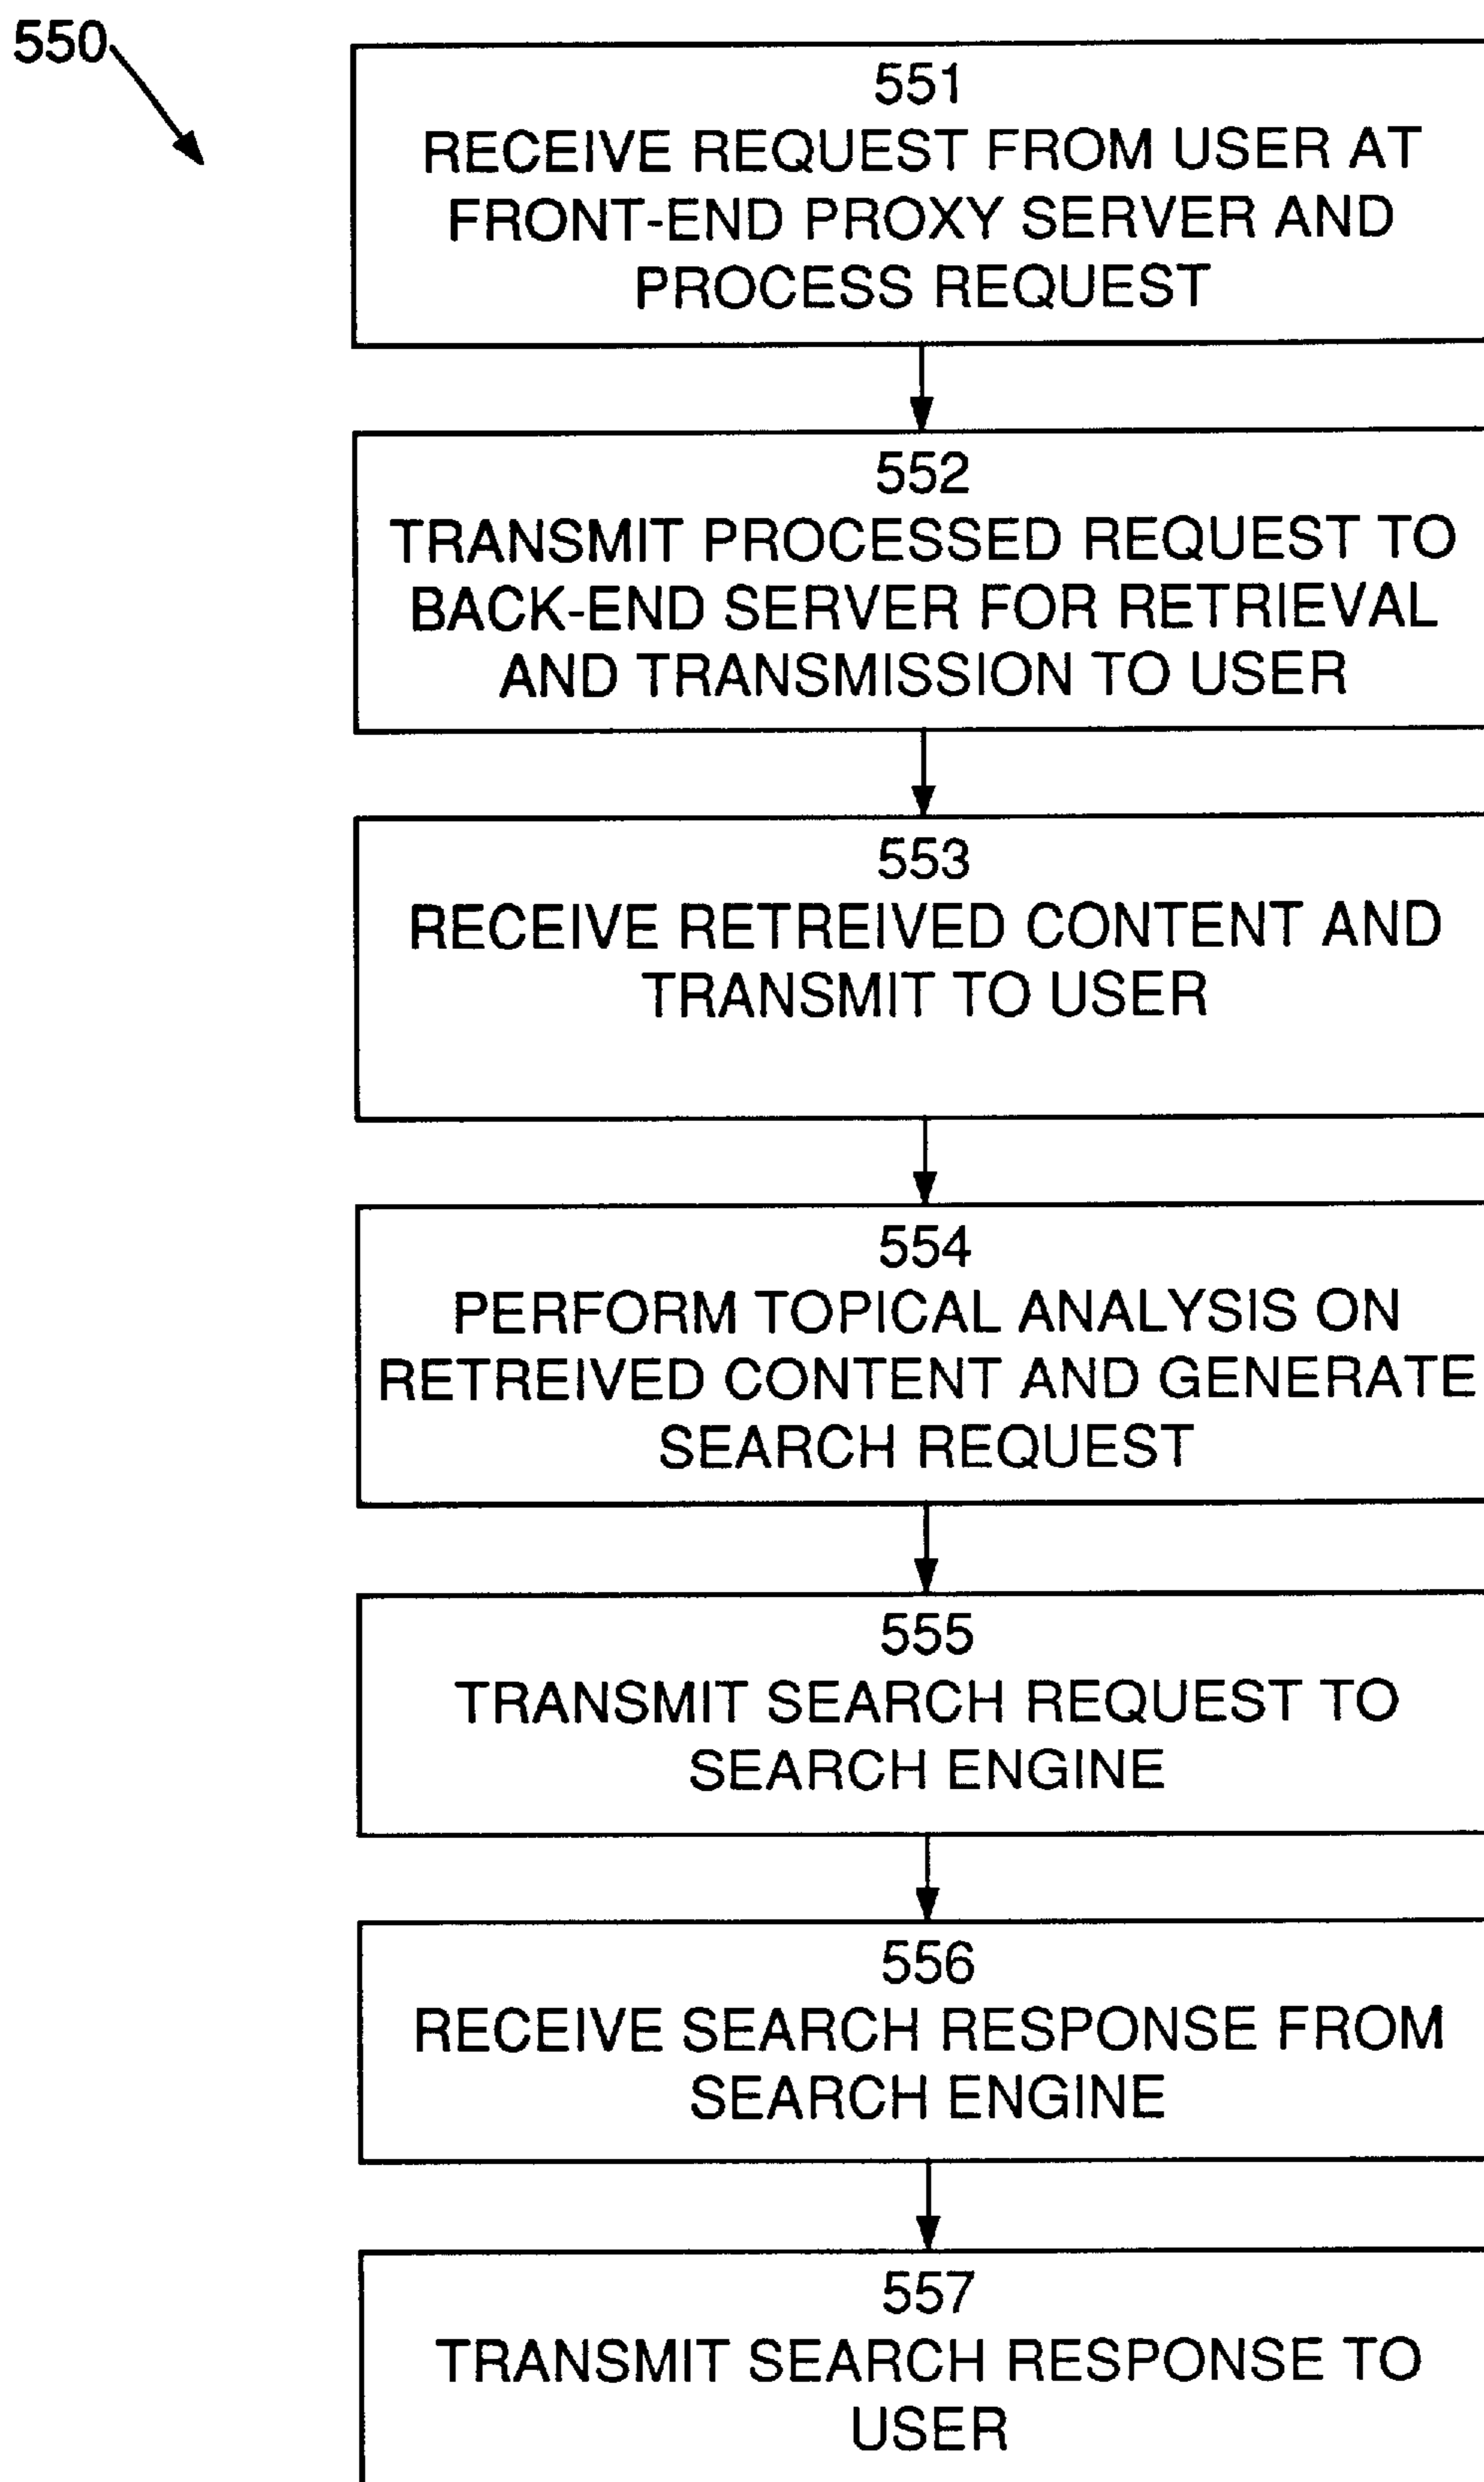 550
551
RECEIVE REQUEST FROM USER AT
FRONT-END PROXY SERVER AND
PROCESS REQUEST
552
TRANSMIT PROCESSED REQUEST TO
BACK-END SERVER FOR RETRIEVAL
AND TRANSMISSION TO USER
553
RECEIVE RETREIVED CONTENT AND
TRANSMIT TO USER
554
PERFORM TOPICAL ANALYSIS ON
RETREIVED CONTENT AND GENERATE
SEARCH REQUEST
555
TRANSMIT SEARCH REQUEST TO
SEARCH ENGINE
556
RECEIVE SEARCH RESPONSE FROM
SEARCH ENGINE
557
TRANSMIT SEARCH RESPONSE TO
USER